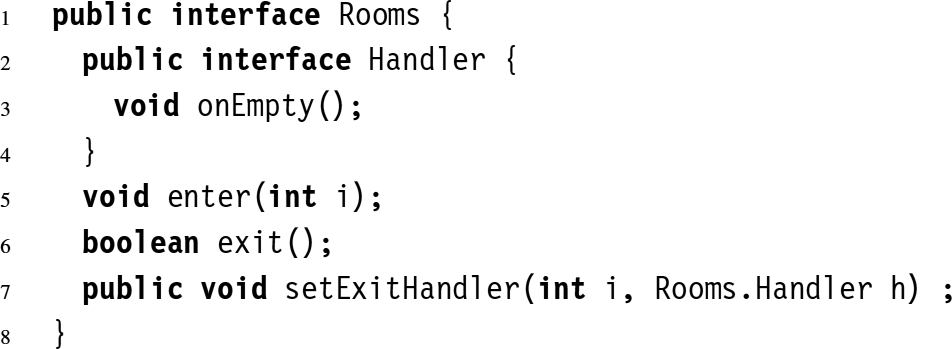 1 public interface Rooms {
2 public interface Handler {
3 void onEmpty();
4 }
5 void enter(int i);
6 boolean exit();
7 public void setExitHandler(int i, Rooms.Handler h) ;
8 }